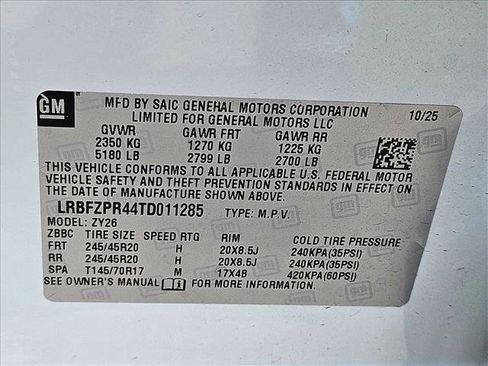 GM
MFD BY SAIC GENERAL MOTORS CORPORATION
LIMITED FOR GENERAL MOTORS LLC
10/25
GVWR GAWR FRT GAWR RR
2350 KG 1270 KG 1225 KG
5180 LB 2799 LB 2700 LB
THIS VEHICLE CONFORMS TO ALL APPLICABLE U.S. FEDERAL MOTOR
VEHICLE SAFETY AND THEFT PREVENTION STANDARDS IN EFFECT
ON THE DATE OF MANUFACTURE SHOWN ABOVE.
LRBFZPR44TD011285 TYPE: M.P.V.
MODEL: ZY26
ZBBC TIRE SIZE SPEED RTG RIM COLD TIRE PRESSURE
FRT 245/45R20 H 20X8.5J 240KPA(35PSI)
RR 245/45R20 H 20X8.5J 240KPA(35PSI)
SPA T145/70R17 M 17X4B 420KPA(60PSI)
SEE OWNER'S MANUAL FOR MORE INFORMATION.